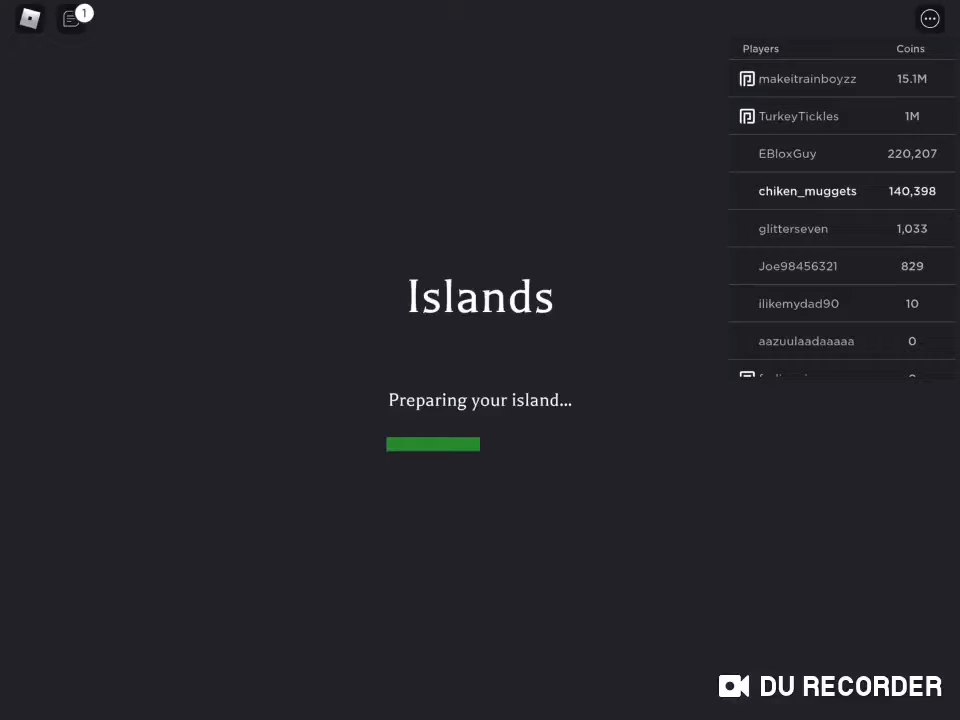 1
Players Coins
makeitrainboyzz 15.1M
TurkeyTickles 1M
EBloxGuy 220,207
chiken_muggets 140,398
glitterseven 1,033
Joe98456321 829
ilikemydad90 10
aazuulaadaaaaa 0
Islands
Preparing your island...
DU RECORDER